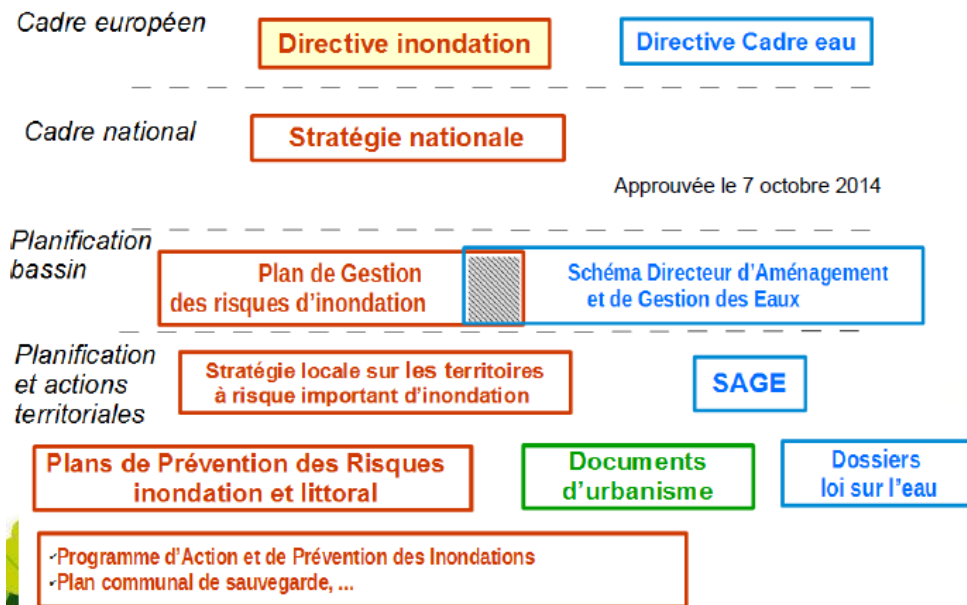 Cadre européen
Directive inondation
Directive Cadre eau
Cadre national
Stratégie nationale
Approuvée le 7 octobre 2014
Planification
bassin
Plan de Gestion
des risques d'inondation
Schéma Directeur d'Aménagement
et de Gestion des Eaux
Planification
et actions
territoriales
Stratégie locale sur les territoires
à risque important d'inondation
SAGE
Plans de Prévention des Risques
inondation et littoral
Documents
d'urbanisme
Dossiers
loi sur l'eau
✓Programme d'Action et de Prévention des Inondations
✓Plan communal de sauvegarde, ...